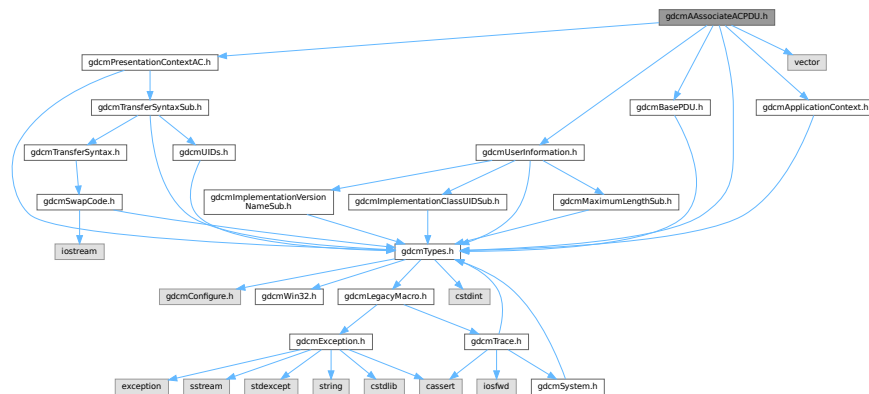 gdcmAAssociateACPDU.h
gdcmPresentationContextAC.h
vector
gdcmTransferSyntaxSub.h
gdcmBasePDU.h
gdcmApplicationContext.h
gdcmTransferSyntax.h
gdcmUIDs.h
gdcmUserInformation.h
gdcmSwapCode.h
gdcmImplementationVersion
NameSub.h
gdcmImplementationClassUIDSub.h
gdcmMaximumLengthSub.h
iostream
gdcmTypes.h
gdcmConfigure.h
gdcmWin32.h
gdcmLegacyMacro.h
cstdint
gdcmException.h
gdcmTrace.h
exception
sstream
stdexcept
string
cstdlib
cassert
iosfwd
gdcmSystem.h